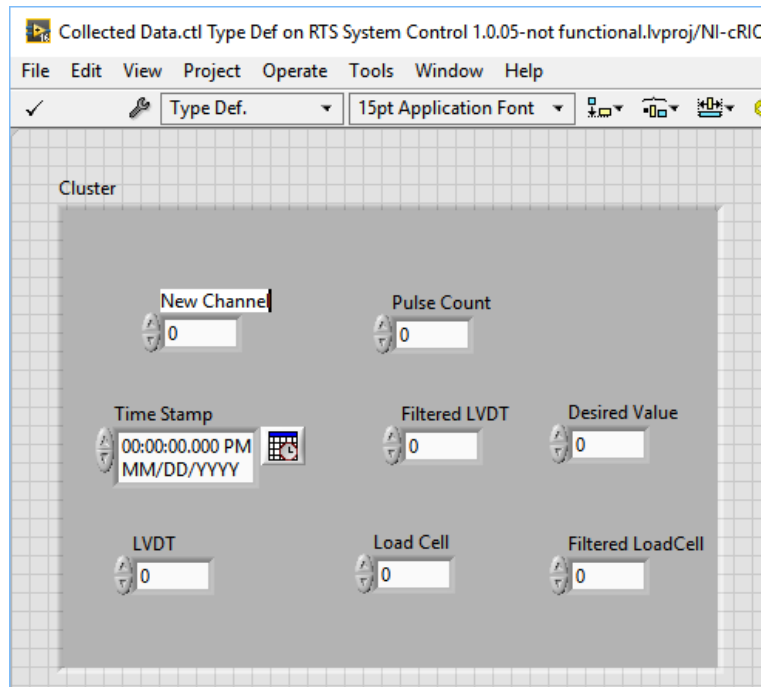 Collected Data.ctl Type Def on RTS System Control 1.0.05-not functional.lvproj/NI-cRIO
File Edit View Project Operate Tools Window Help
Type Def. 15pt Application Font
Cluster
New Channel Pulse Count
0 0
Time Stamp Filtered LVDT Desired Value
00:00:00.000 PM 0 0
MM/DD/YYYY
LVDT Load Cell Filtered LoadCell
0 0 0